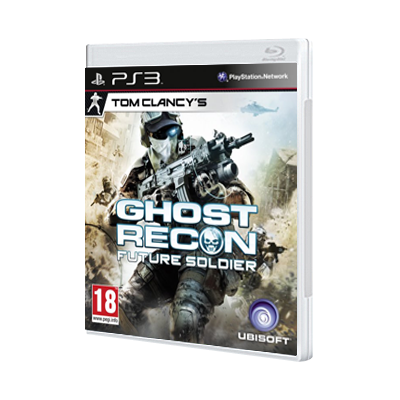 Blu-ray Disc
PS3
PlayStation®Network
TOM CLANCY'S
GHOST
RECON
FUTURE SOLDIER
18
www.pegi.info
UBISOFT